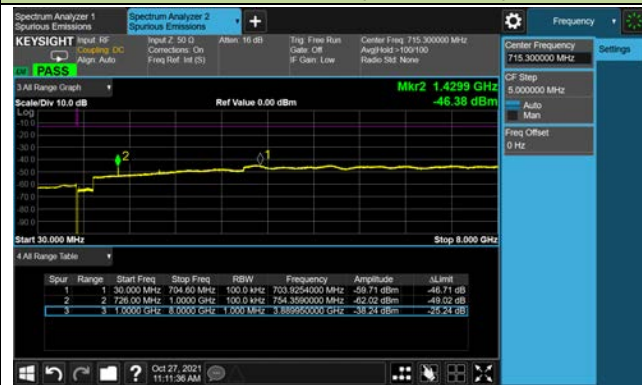 Spectrum Analyzer 1
Spurious Emissions
Spectrum Analyzer 2
Spurious Emissions
Frequency
KEYSIGHT Input: RF
Coupling: DC
Align: Auto
Input Z: 50 Ω
Corrections: On
Freq Ref: Int (S)
Atten: 16 dB
Trig: Free Run
Gate: Off
IF Gain: Low
Center Freq: 715.300000 MHz
Avg|Hold:>100/100
Radio Std: None
PASS
Center Frequency
715.300000 MHz
Settings
CF Step
5.000000 MHz
Auto
Man
Freq Offset
0 Hz
3 All Range Graph
Mkr2 1.4299 GHz
Scale/Div 10.0 dB
Ref Value 0.00 dBm
-46.38 dBm
Log
-10.0
-20.0
-30.0
-40.0
-50.0
-60.0
-70.0
-80.0
-90.0
2
1
Start 30.000 MHz
Stop 8.000 GHz
4 All Range Table
Spur Range Start Freq Stop Freq RBW Frequency Amplitude ΔLimit
1 1 30.000 MHz 704.60 MHz 100.0 kHz 703.9254000 MHz -59.71 dBm -46.71 dB
2 2 726.00 MHz 1.0000 GHz 100.0 kHz 754.3590000 MHz -62.02 dBm -49.02 dB
3 3 1.0000 GHz 8.0000 GHz 1.000 MHz 3.889950000 GHz -38.24 dBm -25.24 dB
Oct 27, 2021
11:11:36 AM